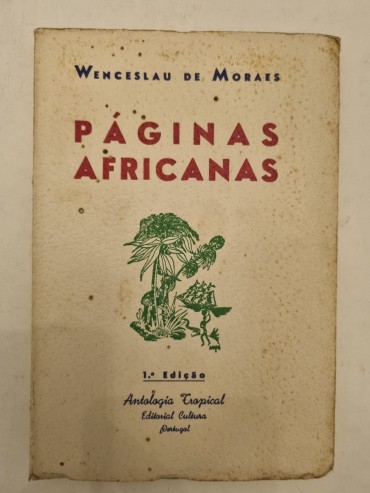 Wenceslau de Moraes
PÁGINAS
AFRICANAS
1.ª Edição
Antologia Tropical
Editorial Cultura
Portugal